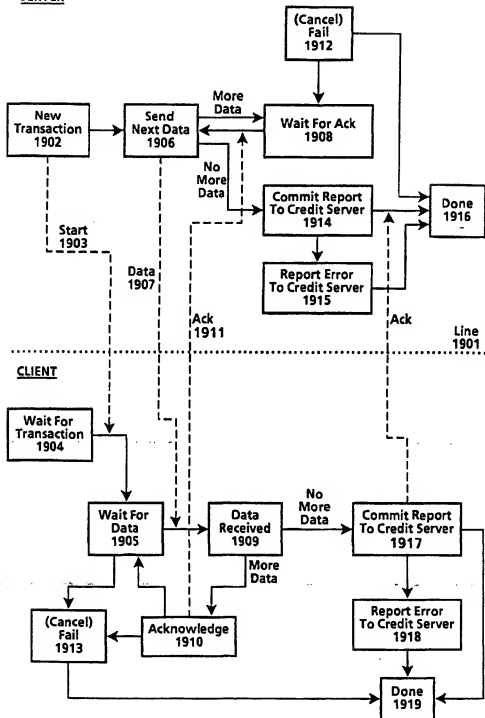 (Cancel)
Fail
1912
More
Data
New
Transaction
1902
Send
Next Data
1906
Wait For Ack
1908
No
More
Data
Commit Report
To Credit Server
1914
Done
1916
Start
1903
Data
1907
Report Error
To Credit Server
1915
Ack
1911
Ack
Line
1901
CLIENT
Wait For
Transaction
1904
No
More
Data
Wait For
Data
1905
Data
Received
1909
Commit Report
To Credit Server
1917
More
Data
(Cancel)
Fail
1913
Acknowledge
1910
Report Error
To Credit Server
1918
Done
1919